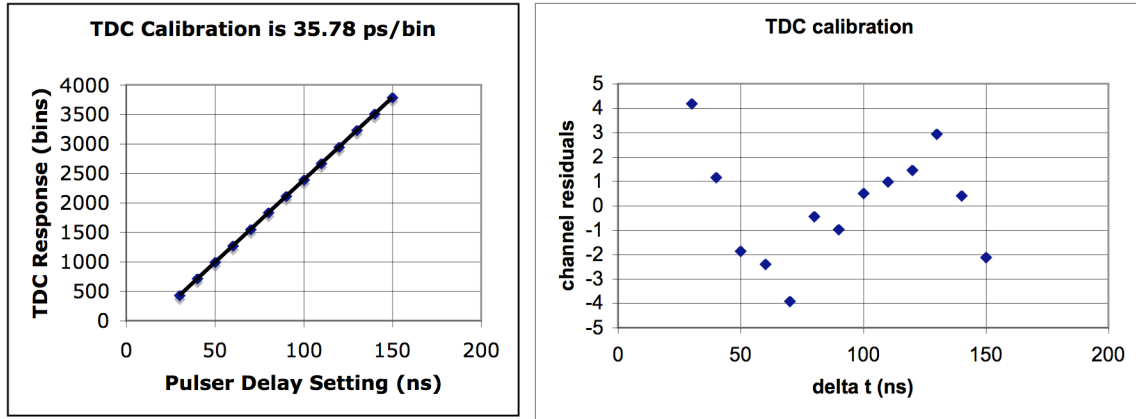 TDC Calibration is 35.78 ps/bin
TDC Response (bins)
4000
3500
3000
2500
2000
1500
1000
500
0
0 50 100 150 200
Pulser Delay Setting (ns)
TDC calibration
channel residuals
5
4
3
2
1
0
-1
-2
-3
-4
-5
0 50 100 150 200
delta t (ns)